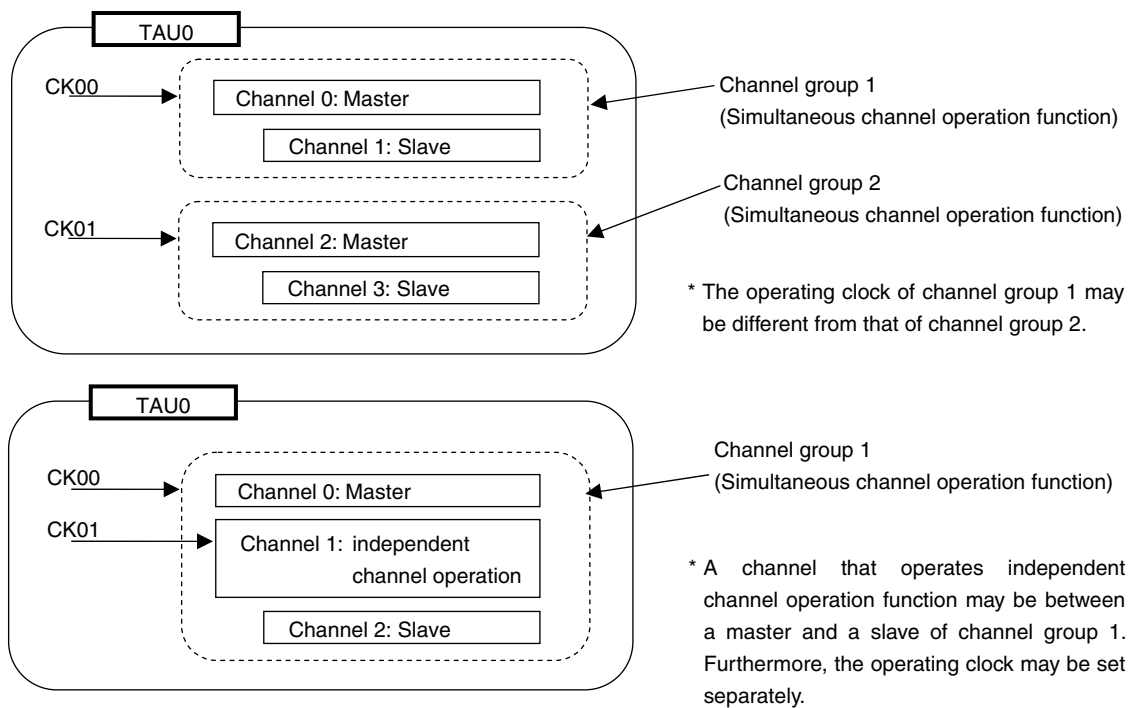 TAU0
CK00
Channel 0: Master
Channel 1: Slave
Channel group 1
(Simultaneous channel operation function)
CK01
Channel 2: Master
Channel 3: Slave
Channel group 2
(Simultaneous channel operation function)
* The operating clock of channel group 1 may
be different from that of channel group 2.
TAU0
CK00
Channel 0: Master
CK01
Channel 1: independent
channel operation
Channel 2: Slave
Channel group 1
(Simultaneous channel operation function)
* A channel that operates independent
channel operation function may be between
a master and a slave of channel group 1.
Furthermore, the operating clock may be set
separately.